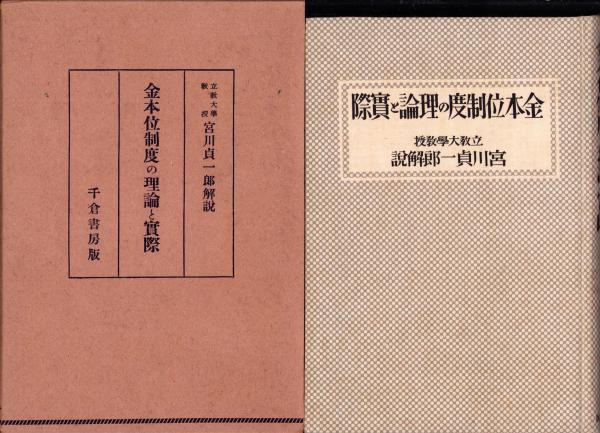 立教大學
教授
宮川貞一郎解說
金本位制度の理論と實際
千倉書房版
金本位制度の理論と實際
立教大學教授
宮川貞一郎解說